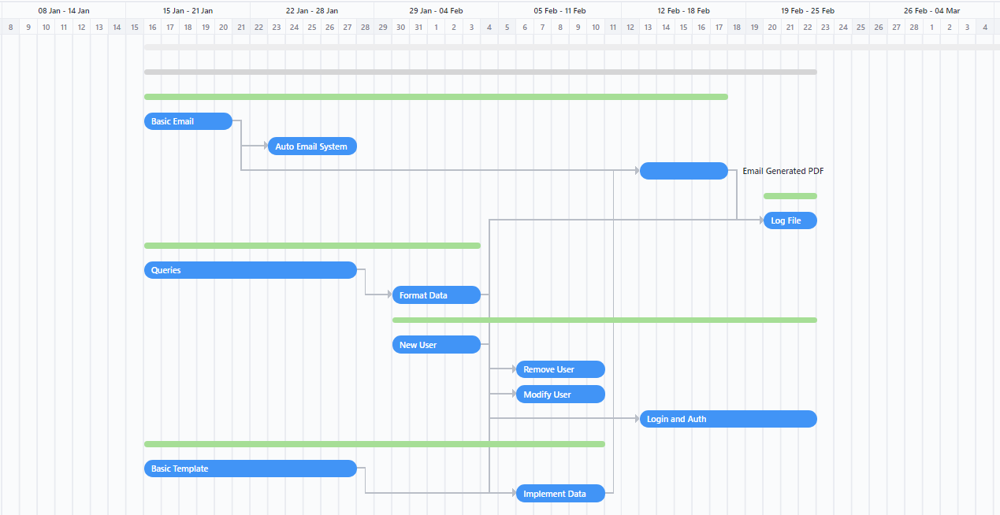 08 Jan - 14 Jan 15 Jan - 21 Jan 22 Jan - 28 Jan 29 Jan - 04 Feb 05 Feb - 11 Feb 12 Feb - 18 Feb 19 Feb - 25 Feb 26 Feb - 04 Mar
8 9 10 11 12 13 14 15 16 17 18 19 20 21 22 23 24 25 26 27 28 29 30 31 1 2 3 4 5 6 7 8 9 10 11 12 13 14 15 16 17 18 19 20 21 22 23 24 25 26 27 28 1 2 3 4
Basic Email
Auto Email System
Email Generated PDF
Log File
Queries
Format Data
New User
Remove User
Modify User
Login and Auth
Basic Template
Implement Data